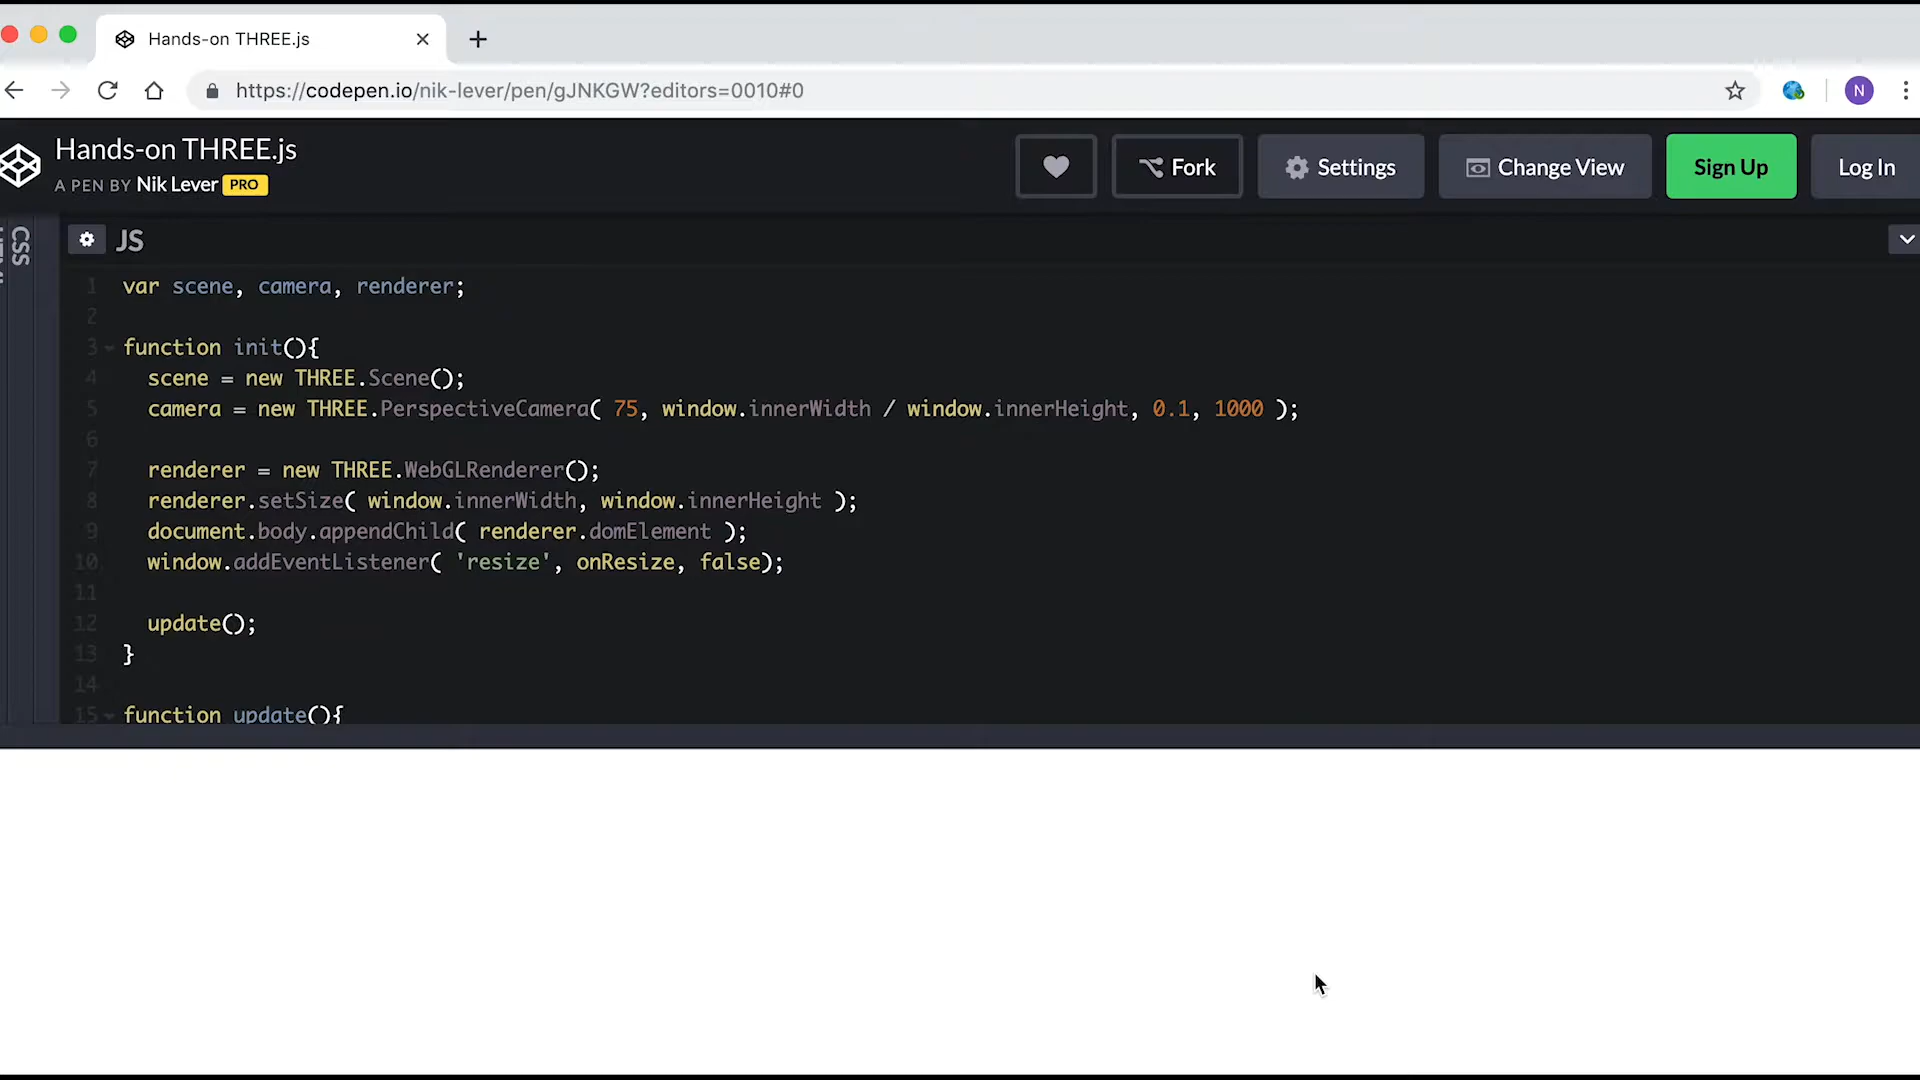 Hands-on THREE.js
https://codepen.io/nik-lever/pen/gJNKGW?editors=0010#0
N
Hands-on THREE.js
A PEN BY Nik Lever PRO
Fork
Settings
Change View
Sign Up
Log In
HTML
CSS
JS
1 var scene, camera, renderer;
2
3 function init(){
4 scene = new THREE.Scene();
5 camera = new THREE.PerspectiveCamera( 75, window.innerWidth / window.innerHeight, 0.1, 1000 );
6
7 renderer = new THREE.WebGLRenderer();
8 renderer.setSize( window.innerWidth, window.innerHeight );
9 document.body.appendChild( renderer.domElement );
10 window.addEventListener( 'resize', onResize, false);
11
12 update();
13 }
14
15 function update(){